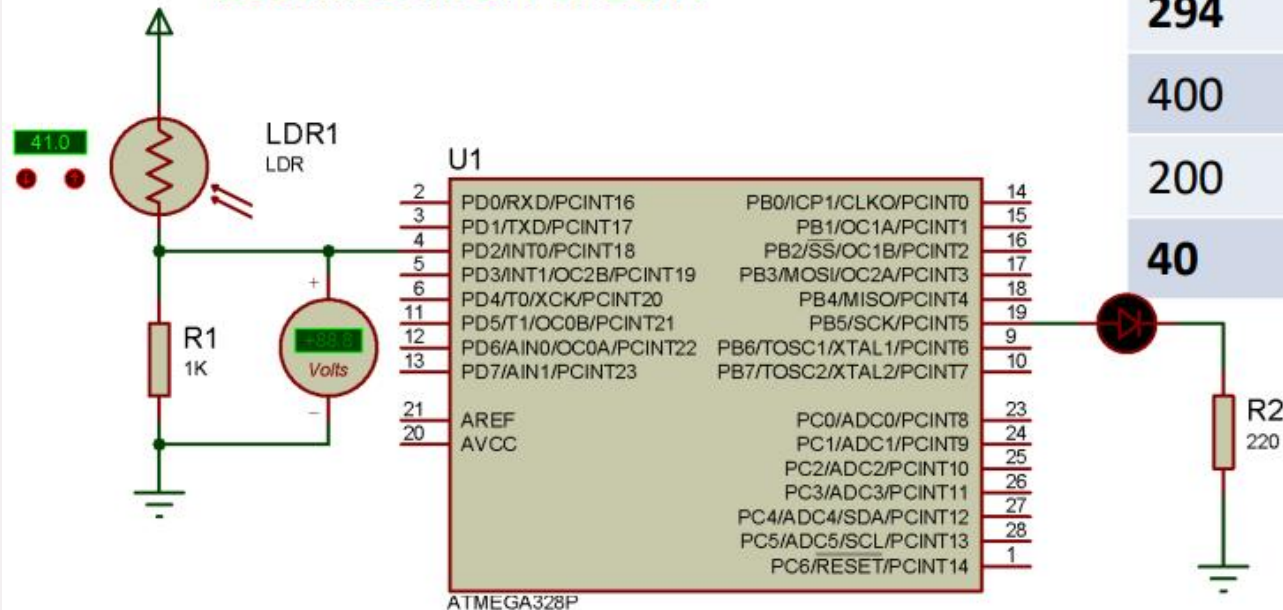 294
400
200
40
41.0
LDR1
LDR
R1
1K
+88.8
Volts
U1
2 PD0/RXD/PCINT16
3 PD1/TXD/PCINT17
4 PD2/INT0/PCINT18
5 PD3/INT1/OC2B/PCINT19
6 PD4/T0/XCK/PCINT20
11 PD5/T1/OC0B/PCINT21
12 PD6/AIN0/OC0A/PCINT22
13 PD7/AIN1/PCINT23
21 AREF
20 AVCC
PB0/ICP1/CLKO/PCINT0 14
PB1/OC1A/PCINT1 15
PB2/SS/OC1B/PCINT2 16
PB3/MOSI/OC2A/PCINT3 17
PB4/MISO/PCINT4 18
PB5/SCK/PCINT5 19
PB6/TOSC1/XTAL1/PCINT6 9
PB7/TOSC2/XTAL2/PCINT7 10
PC0/ADC0/PCINT8 23
PC1/ADC1/PCINT9 24
PC2/ADC2/PCINT10 25
PC3/ADC3/PCINT11 26
PC4/ADC4/SDA/PCINT12 27
PC5/ADC5/SCL/PCINT13 28
PC6/RESET/PCINT14 1
ATMEGA328P
R2
220